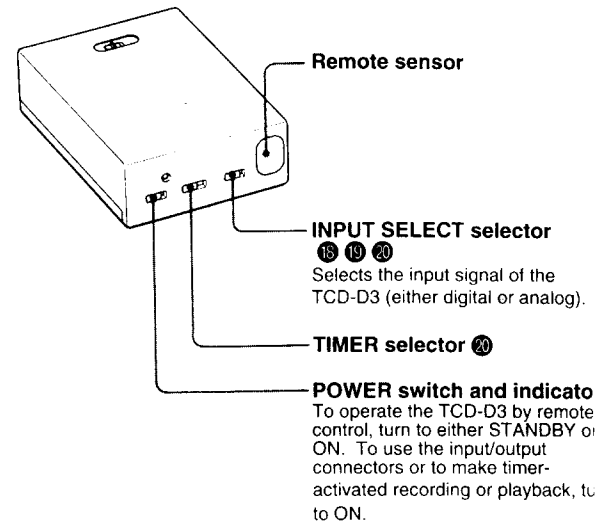 Remote sensor
INPUT SELECT selector
⑱ ⑲ ⑳
Selects the input signal of the
TCD-D3 (either digital or analog).
TIMER selector ⑳
POWER switch and indicato
To operate the TCD-D3 by remote
control, turn to either STANDBY o
ON. To use the input/output
connectors or to make timer-
activated recording or playback, tu
to ON.